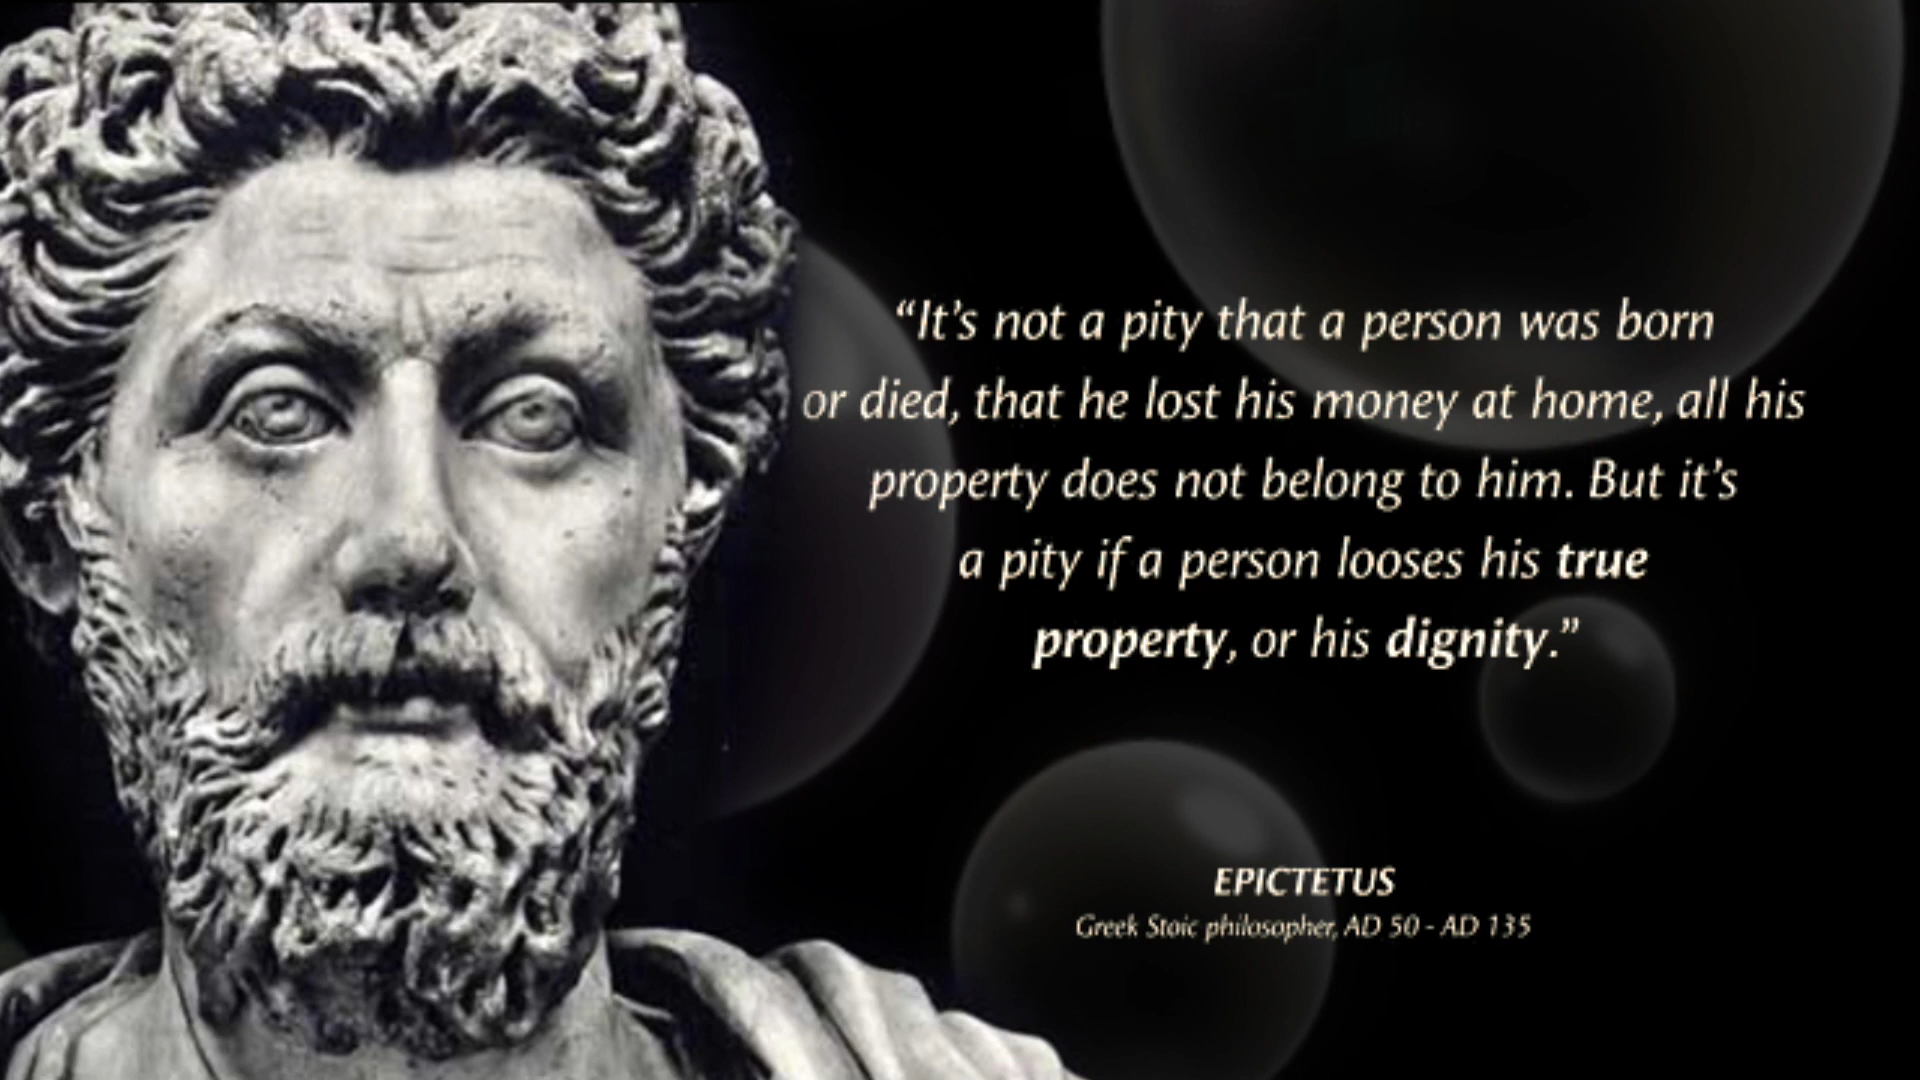 “It’s not a pity that a person was born
or died, that he lost his money at home, all his
property does not belong to him. But it’s
a pity if a person looses his true
property, or his dignity.”
EPICTETUS
Greek Stoic philosopher, AD 50 - AD 135